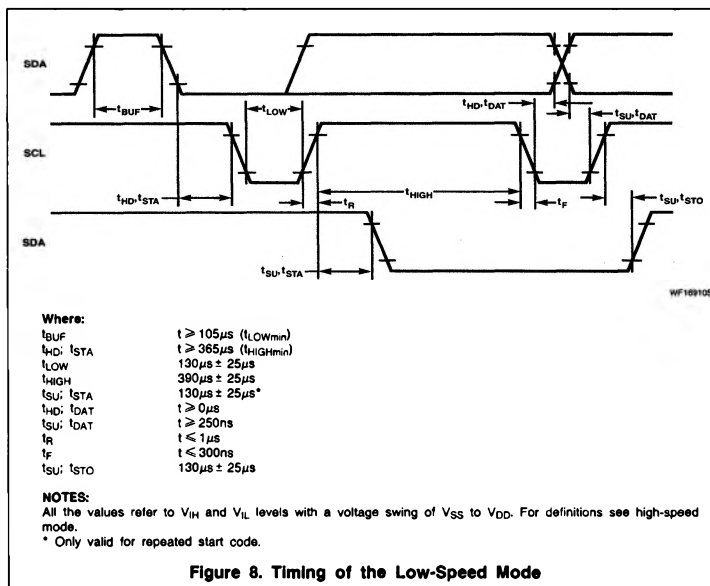 SDA
tBUF
tLOW
tHD,tDAT
tSU,tDAT
SCL
tHD,tSTA
tR
tHIGH
tF
tSU,tSTO
SDA
tSU,tSTA
WF16910S
Where:
tBUF t ≥ 105μs (tLOWmin)
tHD; tSTA t ≥ 365μs (tHIGHmin)
tLOW 130μs ± 25μs
tHIGH 390μs ± 25μs
tSU; tSTA 130μs ± 25μs*
tHD; tDAT t ≥ 0μs
tSU; tDAT t ≥ 250ns
tR t ≤ 1μs
tF t ≤ 300ns
tSU; tSTO 130μs ± 25μs
NOTES:
All the values refer to VIH and VIL levels with a voltage swing of VSS to VDD. For definitions see high-speed
mode.
* Only valid for repeated start code.
Figure 8. Timing of the Low-Speed Mode